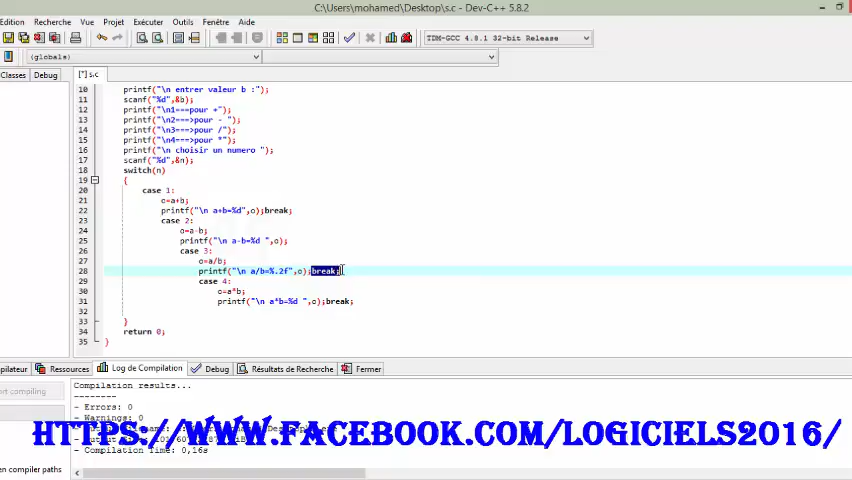 C:\Users\mohamed\Desktop\s.c - Dev-C++ 5.8.2
Edition Recherche Vue Projet Exécuter Outils Fenêtre Aide
TDM-GCC 4.8.1 32-bit Release
(globals)
Classes Debug [*] s.c
10 printf("\n entrer valeur b :");
11 scanf("%d",&b);
12 printf("\n1===pour +");
13 printf("\n2===>pour - ");
14 printf("\n3===>pour /");
15 printf("\n4===>pour *");
16 printf("\n choisir un numero ");
17 scanf("%d",&n);
18 switch(n)
19 {
20 case 1:
21 o=a+b;
22 printf("\n a+b=%d",o);break;
23 case 2:
24 o=a-b;
25 printf("\n a-b=%d ",o);
26 case 3:
27 o=a/b;
28 printf("\n a/b=%.2f",o);break;
29 case 4:
30 o=a*b;
31 printf("\n a*b=%d ",o);break;
32
33 }
34 return 0;
35 }
pilateur Ressources Log de Compilation Debug Résultats de Recherche Fermer
ort compiling
Compilation results...
--------
- Errors: 0
- Warnings: 0
HTTPS://WWW.FACEBOOK.COM/LOGICIELS2016/
- Compilation Time: 0,16s
en compiler paths